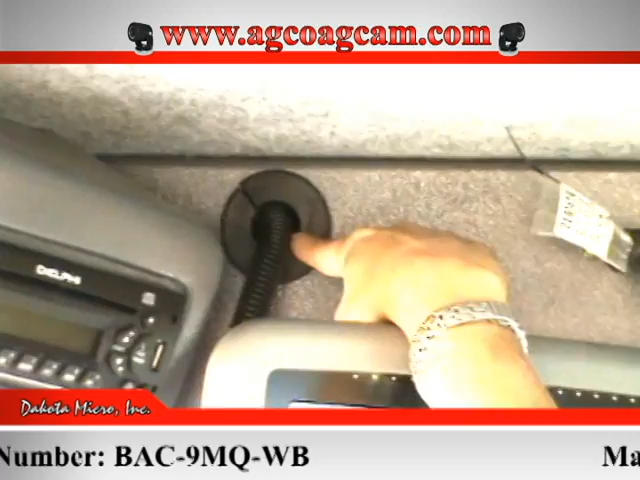 www.agcoagcam.com
DELPHI
Dakota Micro, Inc.
Number: BAC-9MQ-WB
Ma